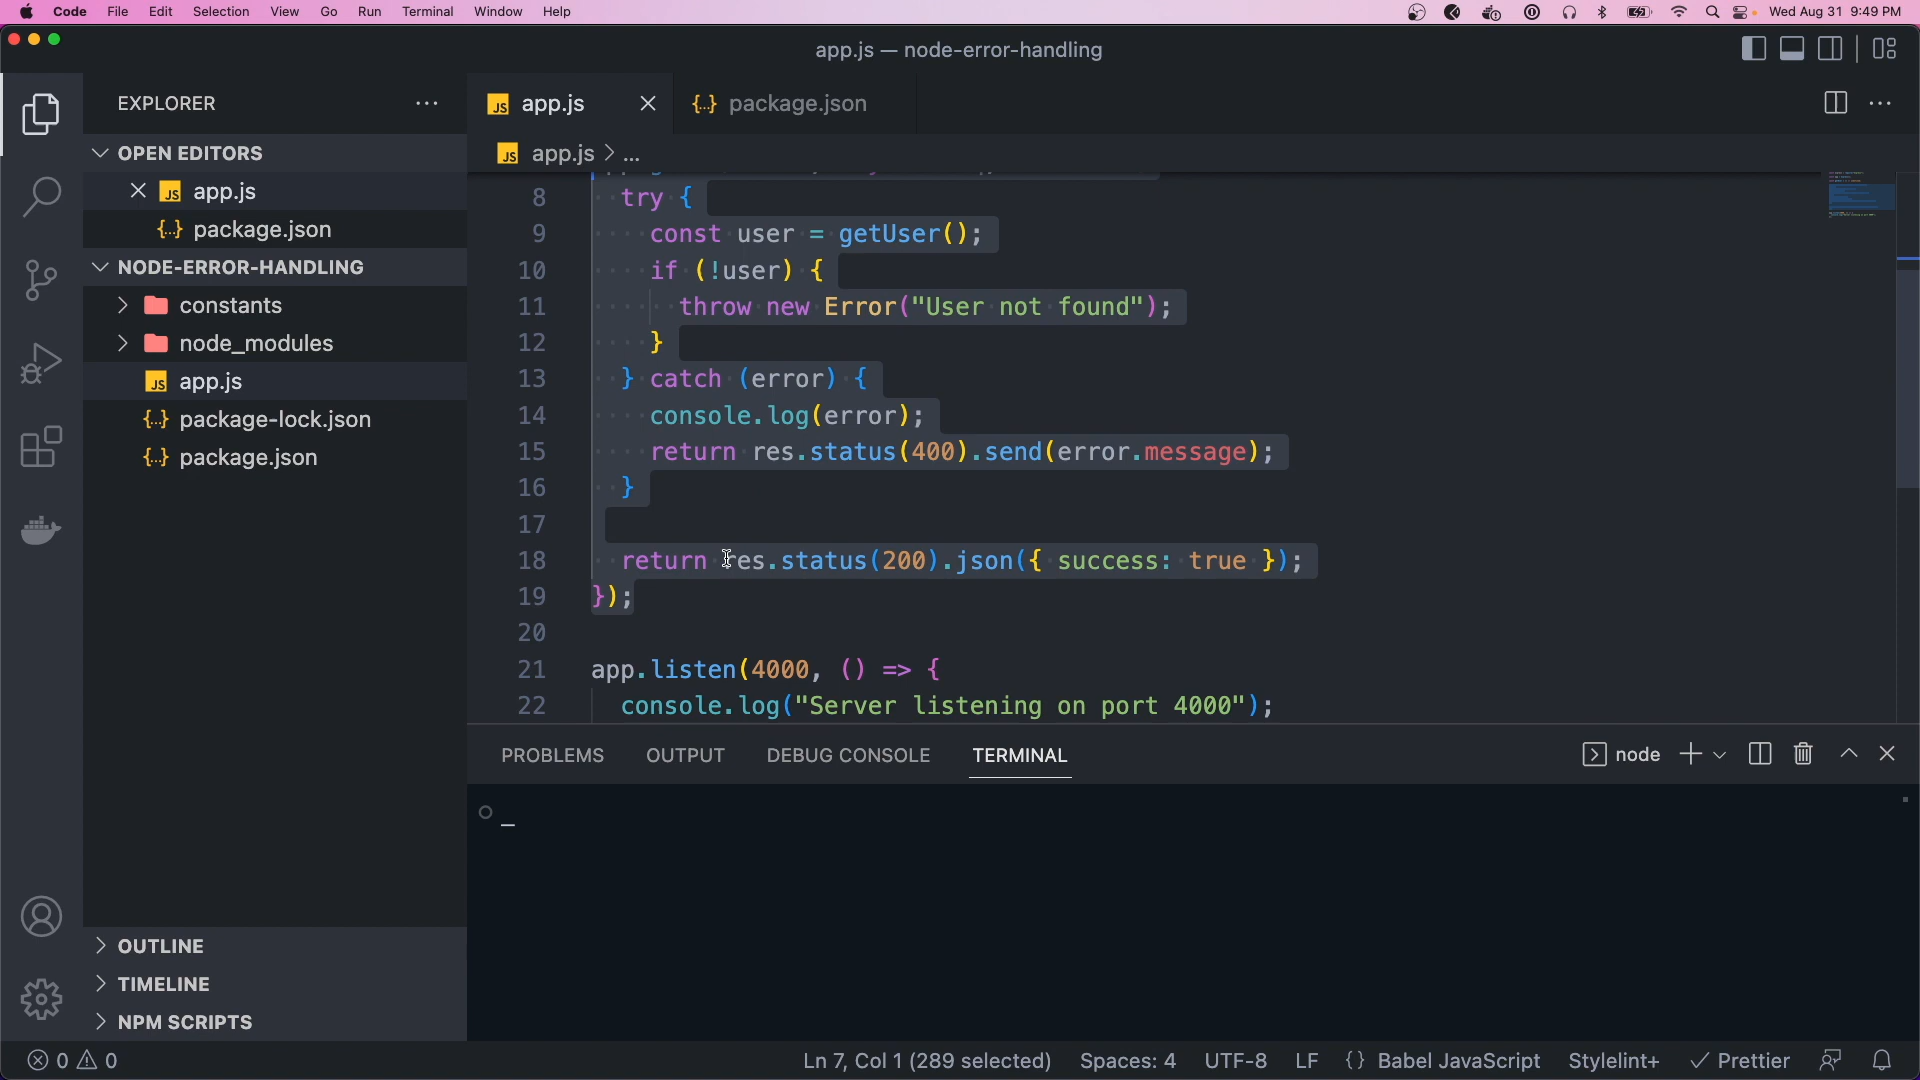 Code File Edit Selection View Go Run Terminal Window Help Wed Aug 31 9:49 PM
app.js — node-error-handling
EXPLORER
OPEN EDITORS
JS app.js
{..} package.json
NODE-ERROR-HANDLING
constants
node_modules
JS app.js
{..} package-lock.json
{..} package.json
OUTLINE
TIMELINE
NPM SCRIPTS
JS app.js {..} package.json
JS app.js > ...
8 try {
9 const user = getUser();
10 if (!user) {
11 throw new Error("User not found");
12 }
13 } catch (error) {
14 console.log(error);
15 return res.status(400).send(error.message);
16 }
17
18 return res.status(200).json({ success: true });
19 });
20
21 app.listen(4000, () => {
22 console.log("Server listening on port 4000");
PROBLEMS OUTPUT DEBUG CONSOLE TERMINAL node
0 0 Ln 7, Col 1 (289 selected) Spaces: 4 UTF-8 LF {} Babel JavaScript Stylelint+ Prettier